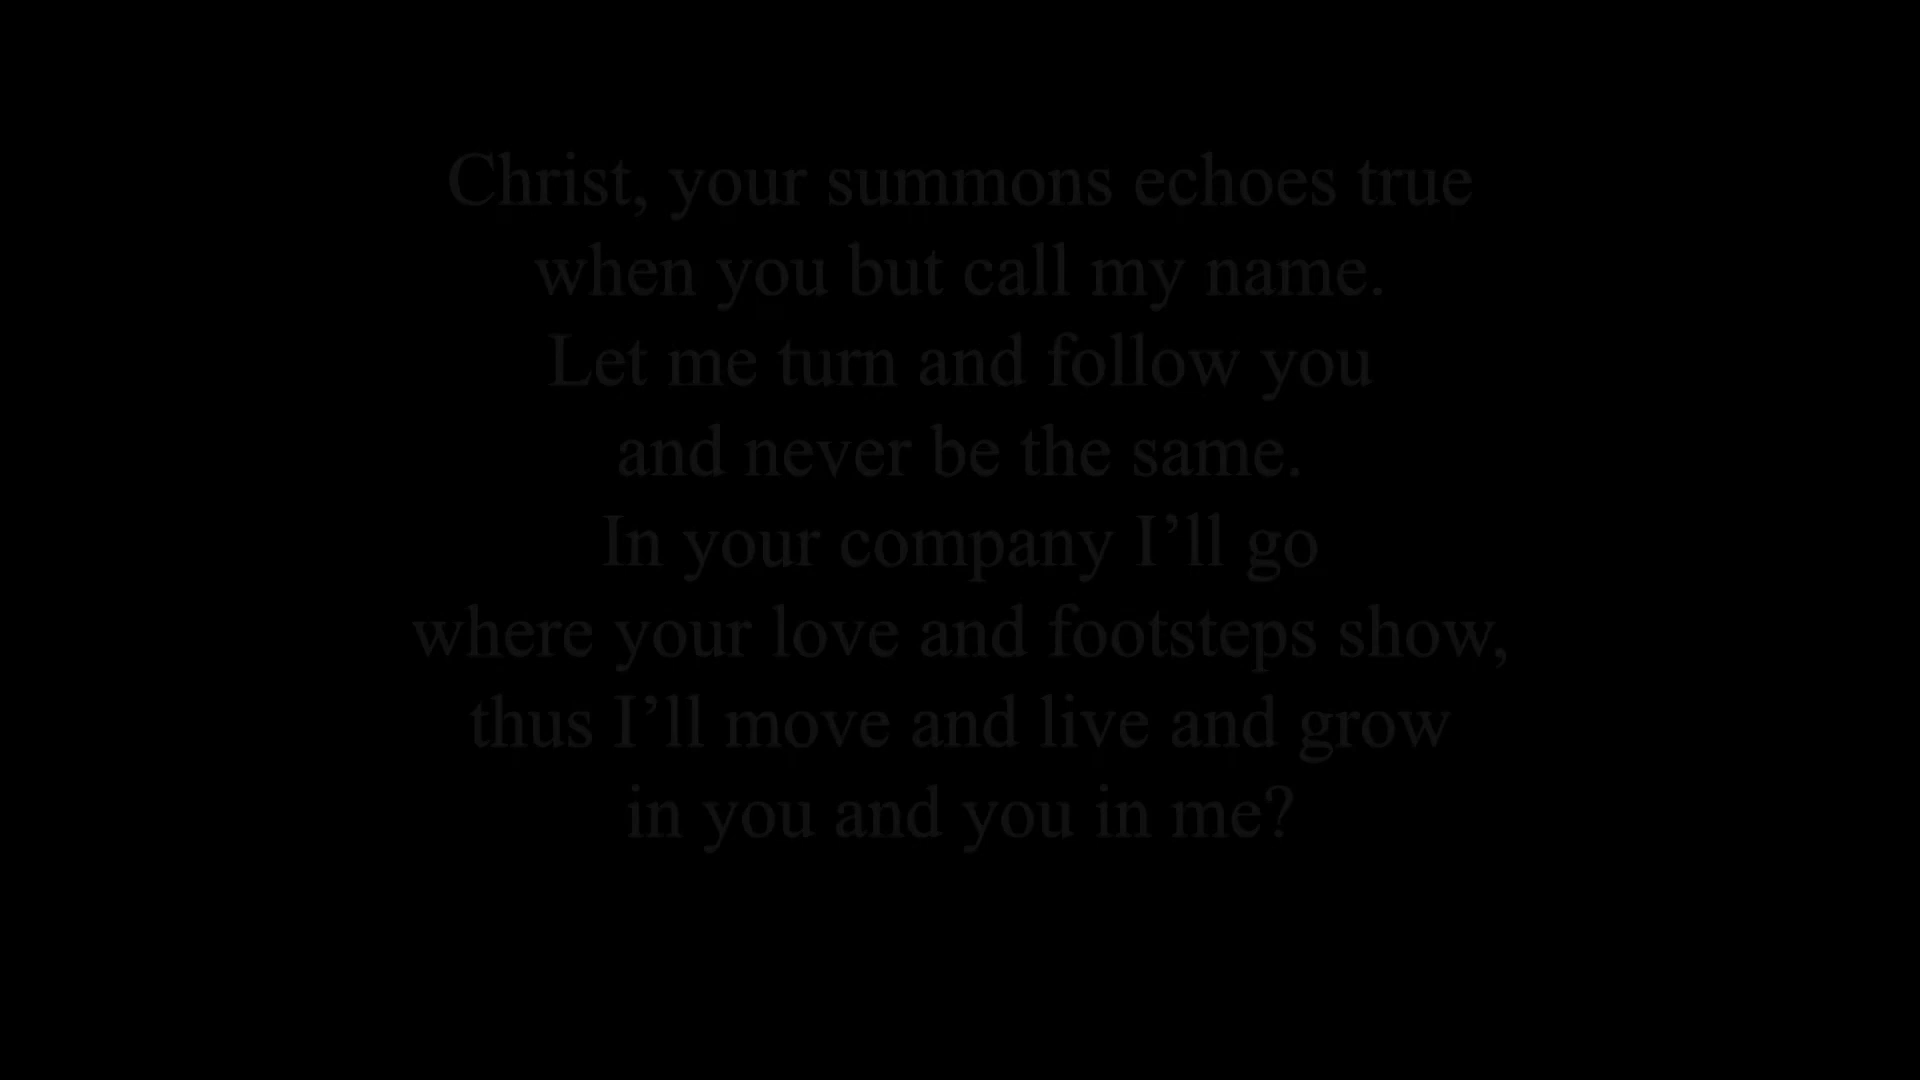 Christ, your summons echoes true
when you but call my name.
Let me turn and follow you
and never be the same.
In your company I’ll go
where your love and footsteps show,
thus I’ll move and live and grow
in you and you in me?